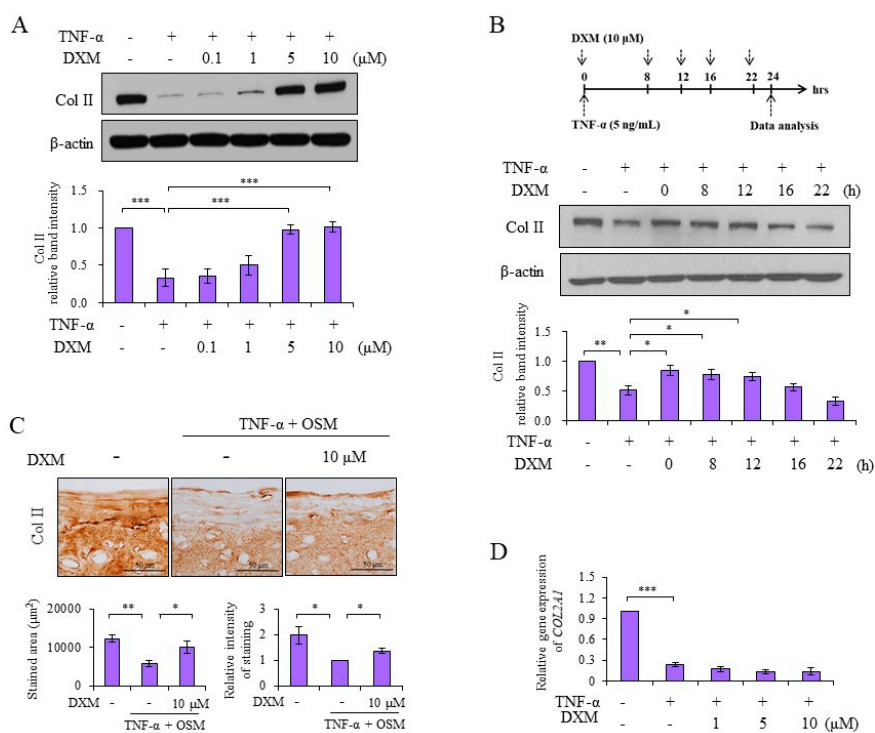 A
TNF-α - + + + + +
DXM - - 0.1 1 5 10 (μM)
Col II
β-actin
*** *** ***
Col II
relative band intensity
1.5
1.0
0.5
0.0
TNF-α - + + + + +
DXM - - 0.1 1 5 10 (μM)
B
DXM (10 μM)
0 8 12 16 22 24 hrs
TNF-α (5 ng/mL) Data analysis
TNF-α - + + + + + +
DXM - - 0 8 12 16 22 (h)
Col II
β-actin
** * * *
Col II
relative band intensity
1.5
1.0
0.5
0.0
TNF-α - + + + + + +
DXM - - 0 8 12 16 22 (h)
C
TNF-α + OSM
DXM - - 10 μM
Col II
50 μm 50 μm 50 μm
Stained area (μm²)
20000
10000
0
** *
DXM - - 10 μM
TNF-α + OSM
Relative intensity
of staining
3
2
1
0
* *
DXM - - 10 μM
TNF-α + OSM
D
Relative gene expression
of COL2A1
1.5
1.2
0.9
0.6
0.3
0
***
TNF-α - + + + +
DXM - - 1 5 10 (μM)